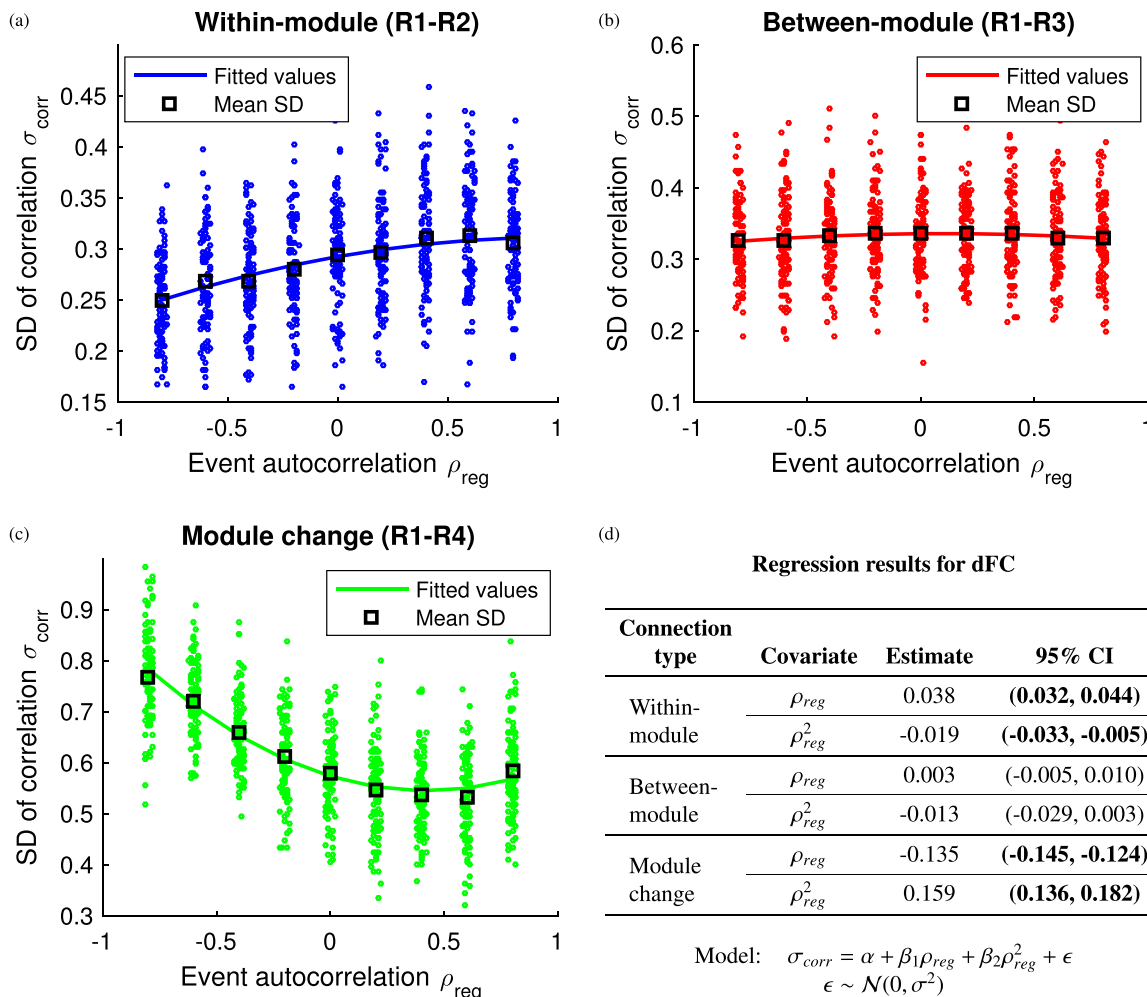 (a)
Within-module (R1-R2)
Fitted values
Mean SD
0.45
0.4
0.35
0.3
0.25
0.2
0.15
-1 -0.5 0 0.5 1
SD of correlation σcorr
Event autocorrelation ρreg
(b)
Between-module (R1-R3)
Fitted values
Mean SD
0.6
0.5
0.4
0.3
0.2
0.1
-1 -0.5 0 0.5 1
SD of correlation σcorr
Event autocorrelation ρreg
(c)
Module change (R1-R4)
Fitted values
Mean SD
0.9
0.8
0.7
0.6
0.5
0.4
0.3
-1 -0.5 0 0.5 1
SD of correlation σcorr
Event autocorrelation ρreg
(d)
Regression results for dFC
Connection type Covariate Estimate 95% CI
Within-module ρreg 0.038 (0.032, 0.044)
ρ²reg -0.019 (-0.033, -0.005)
Between-module ρreg 0.003 (-0.005, 0.010)
ρ²reg -0.013 (-0.029, 0.003)
Module change ρreg -0.135 (-0.145, -0.124)
ρ²reg 0.159 (0.136, 0.182)
Model: σcorr = α + β1ρreg + β2ρ²reg + ϵ
ϵ ~ N(0, σ²)